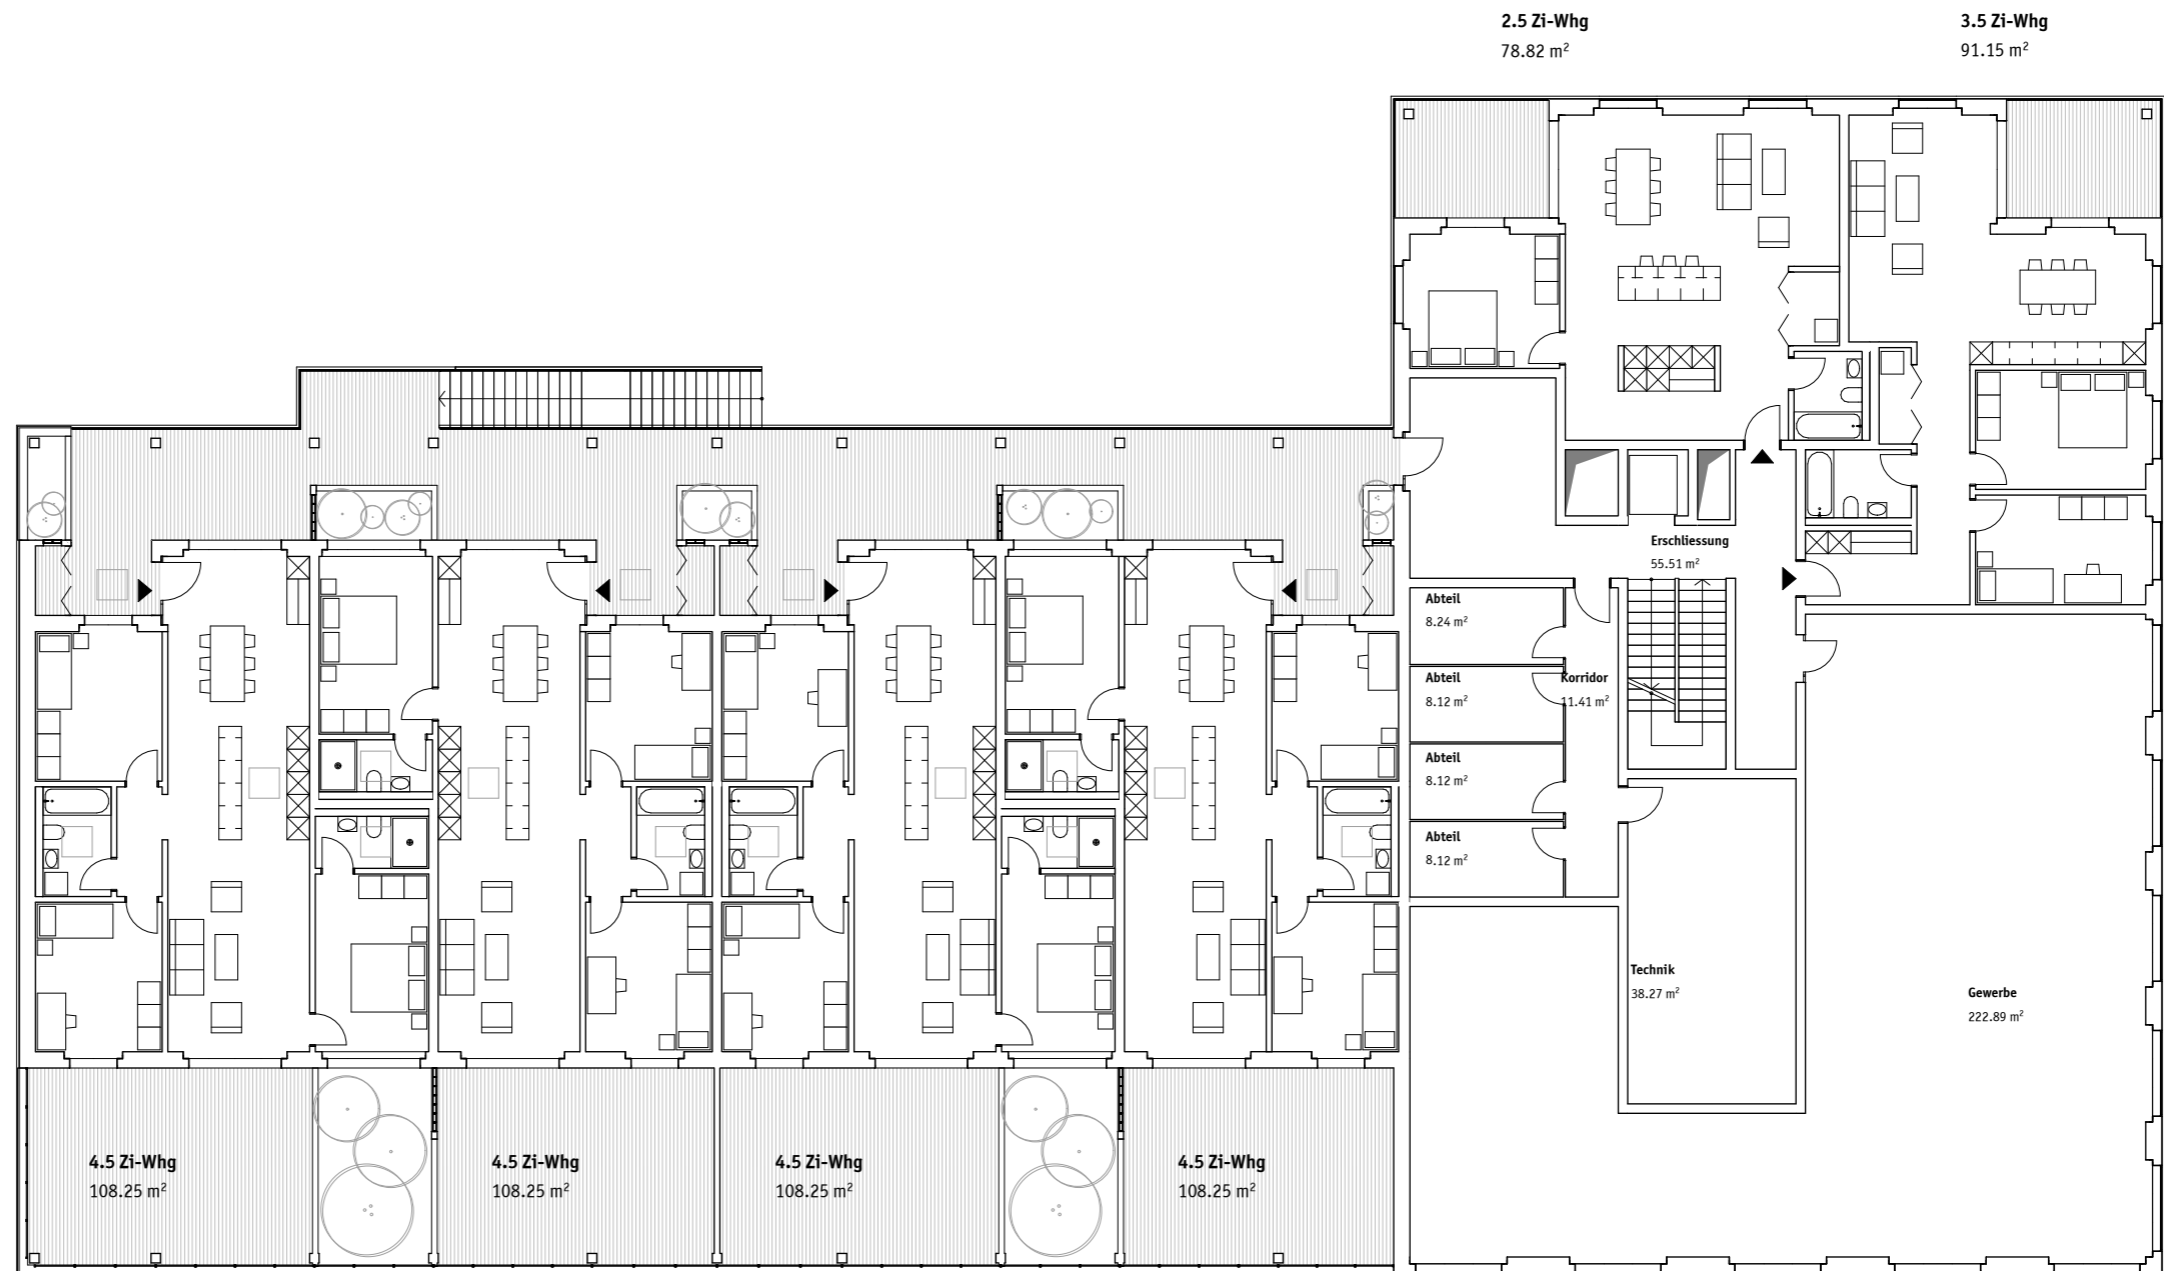 2.5 Zi-Whg
78.82 m²
3.5 Zi-Whg
91.15 m²
Erschliessung
55.51 m²
Abteil
8.24 m²
Abteil
8.12 m²
Korridor
11.41 m²
Abteil
8.12 m²
Abteil
8.12 m²
Technik
38.27 m²
Gewerbe
222.89 m²
4.5 Zi-Whg
108.25 m²
4.5 Zi-Whg
108.25 m²
4.5 Zi-Whg
108.25 m²
4.5 Zi-Whg
108.25 m²